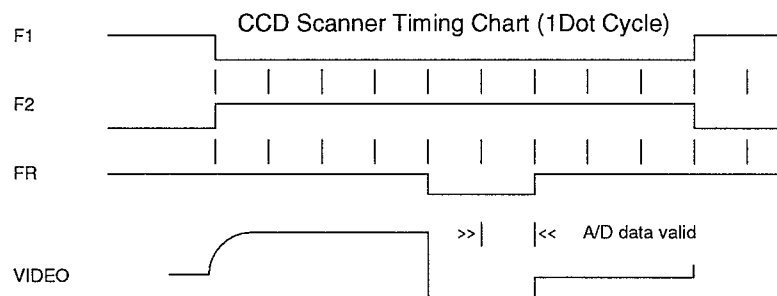 CCD Scanner Timing Chart (1Dot Cycle)
F1
F2
FR
>> << A/D data valid
VIDEO